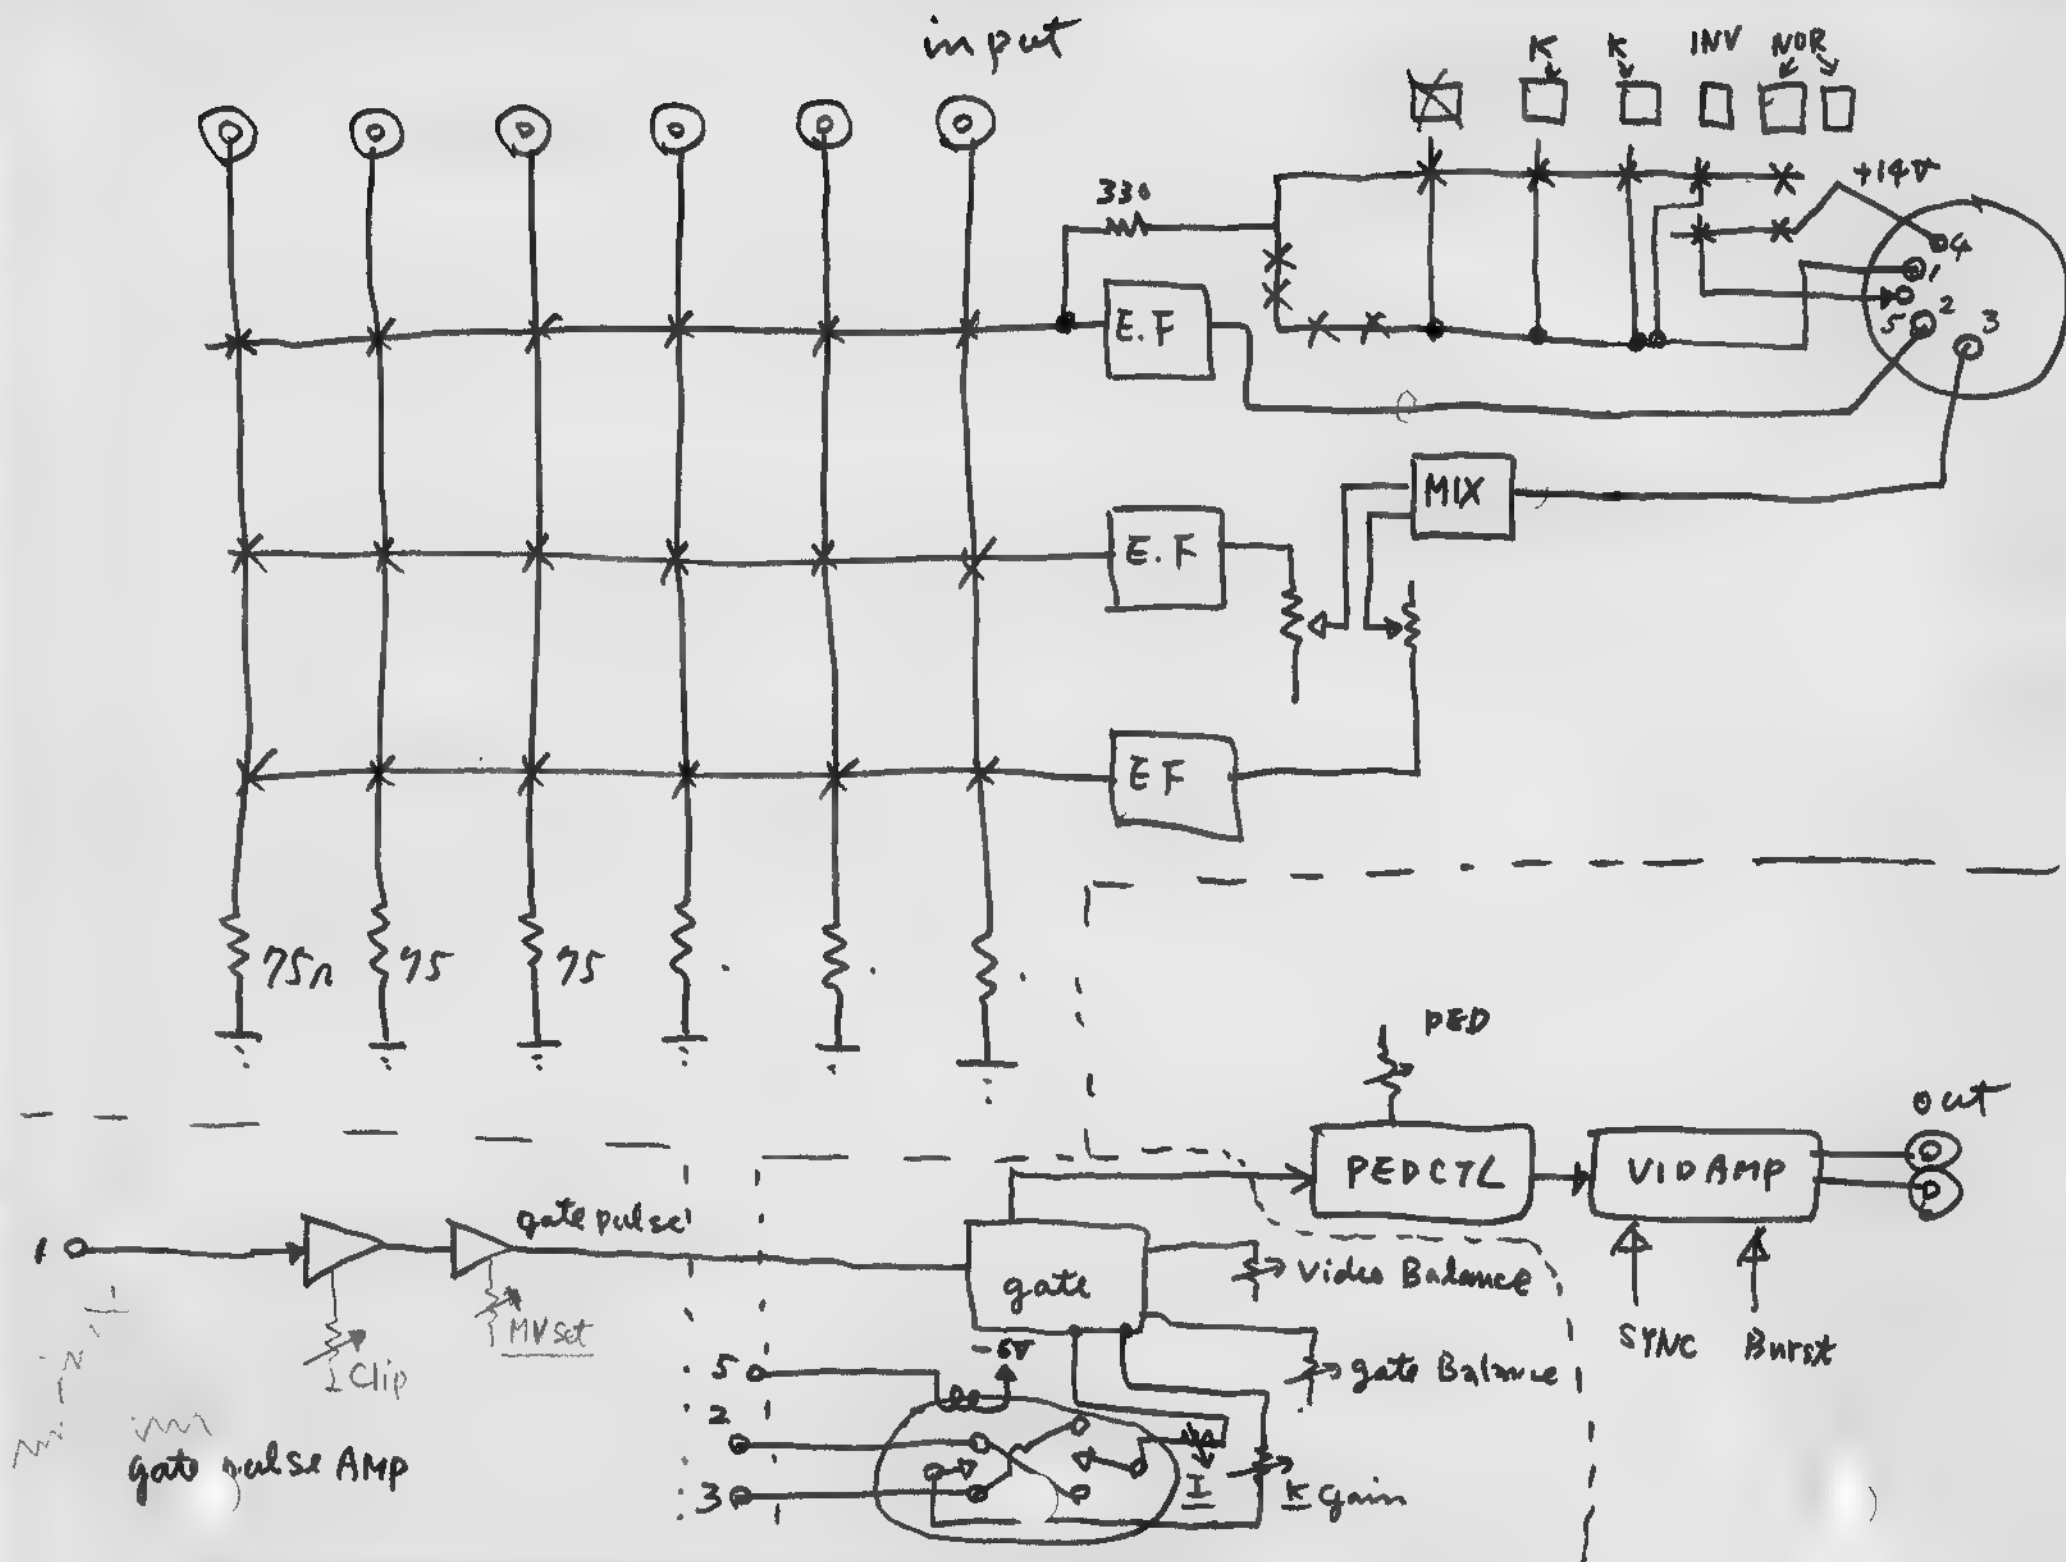 input
K K INV NOR
+14V
330
4
1
5 2 3
E.F
MIX
E.F
EF
75Ω 75 75
PED
out
PEDCTL
VIDAMP
1
gate pulse
gate
Video Balance
SYNC Burst
MV set
I Clip
-6V
gate Balance
5
2
3
I K gain
gate pulse AMP